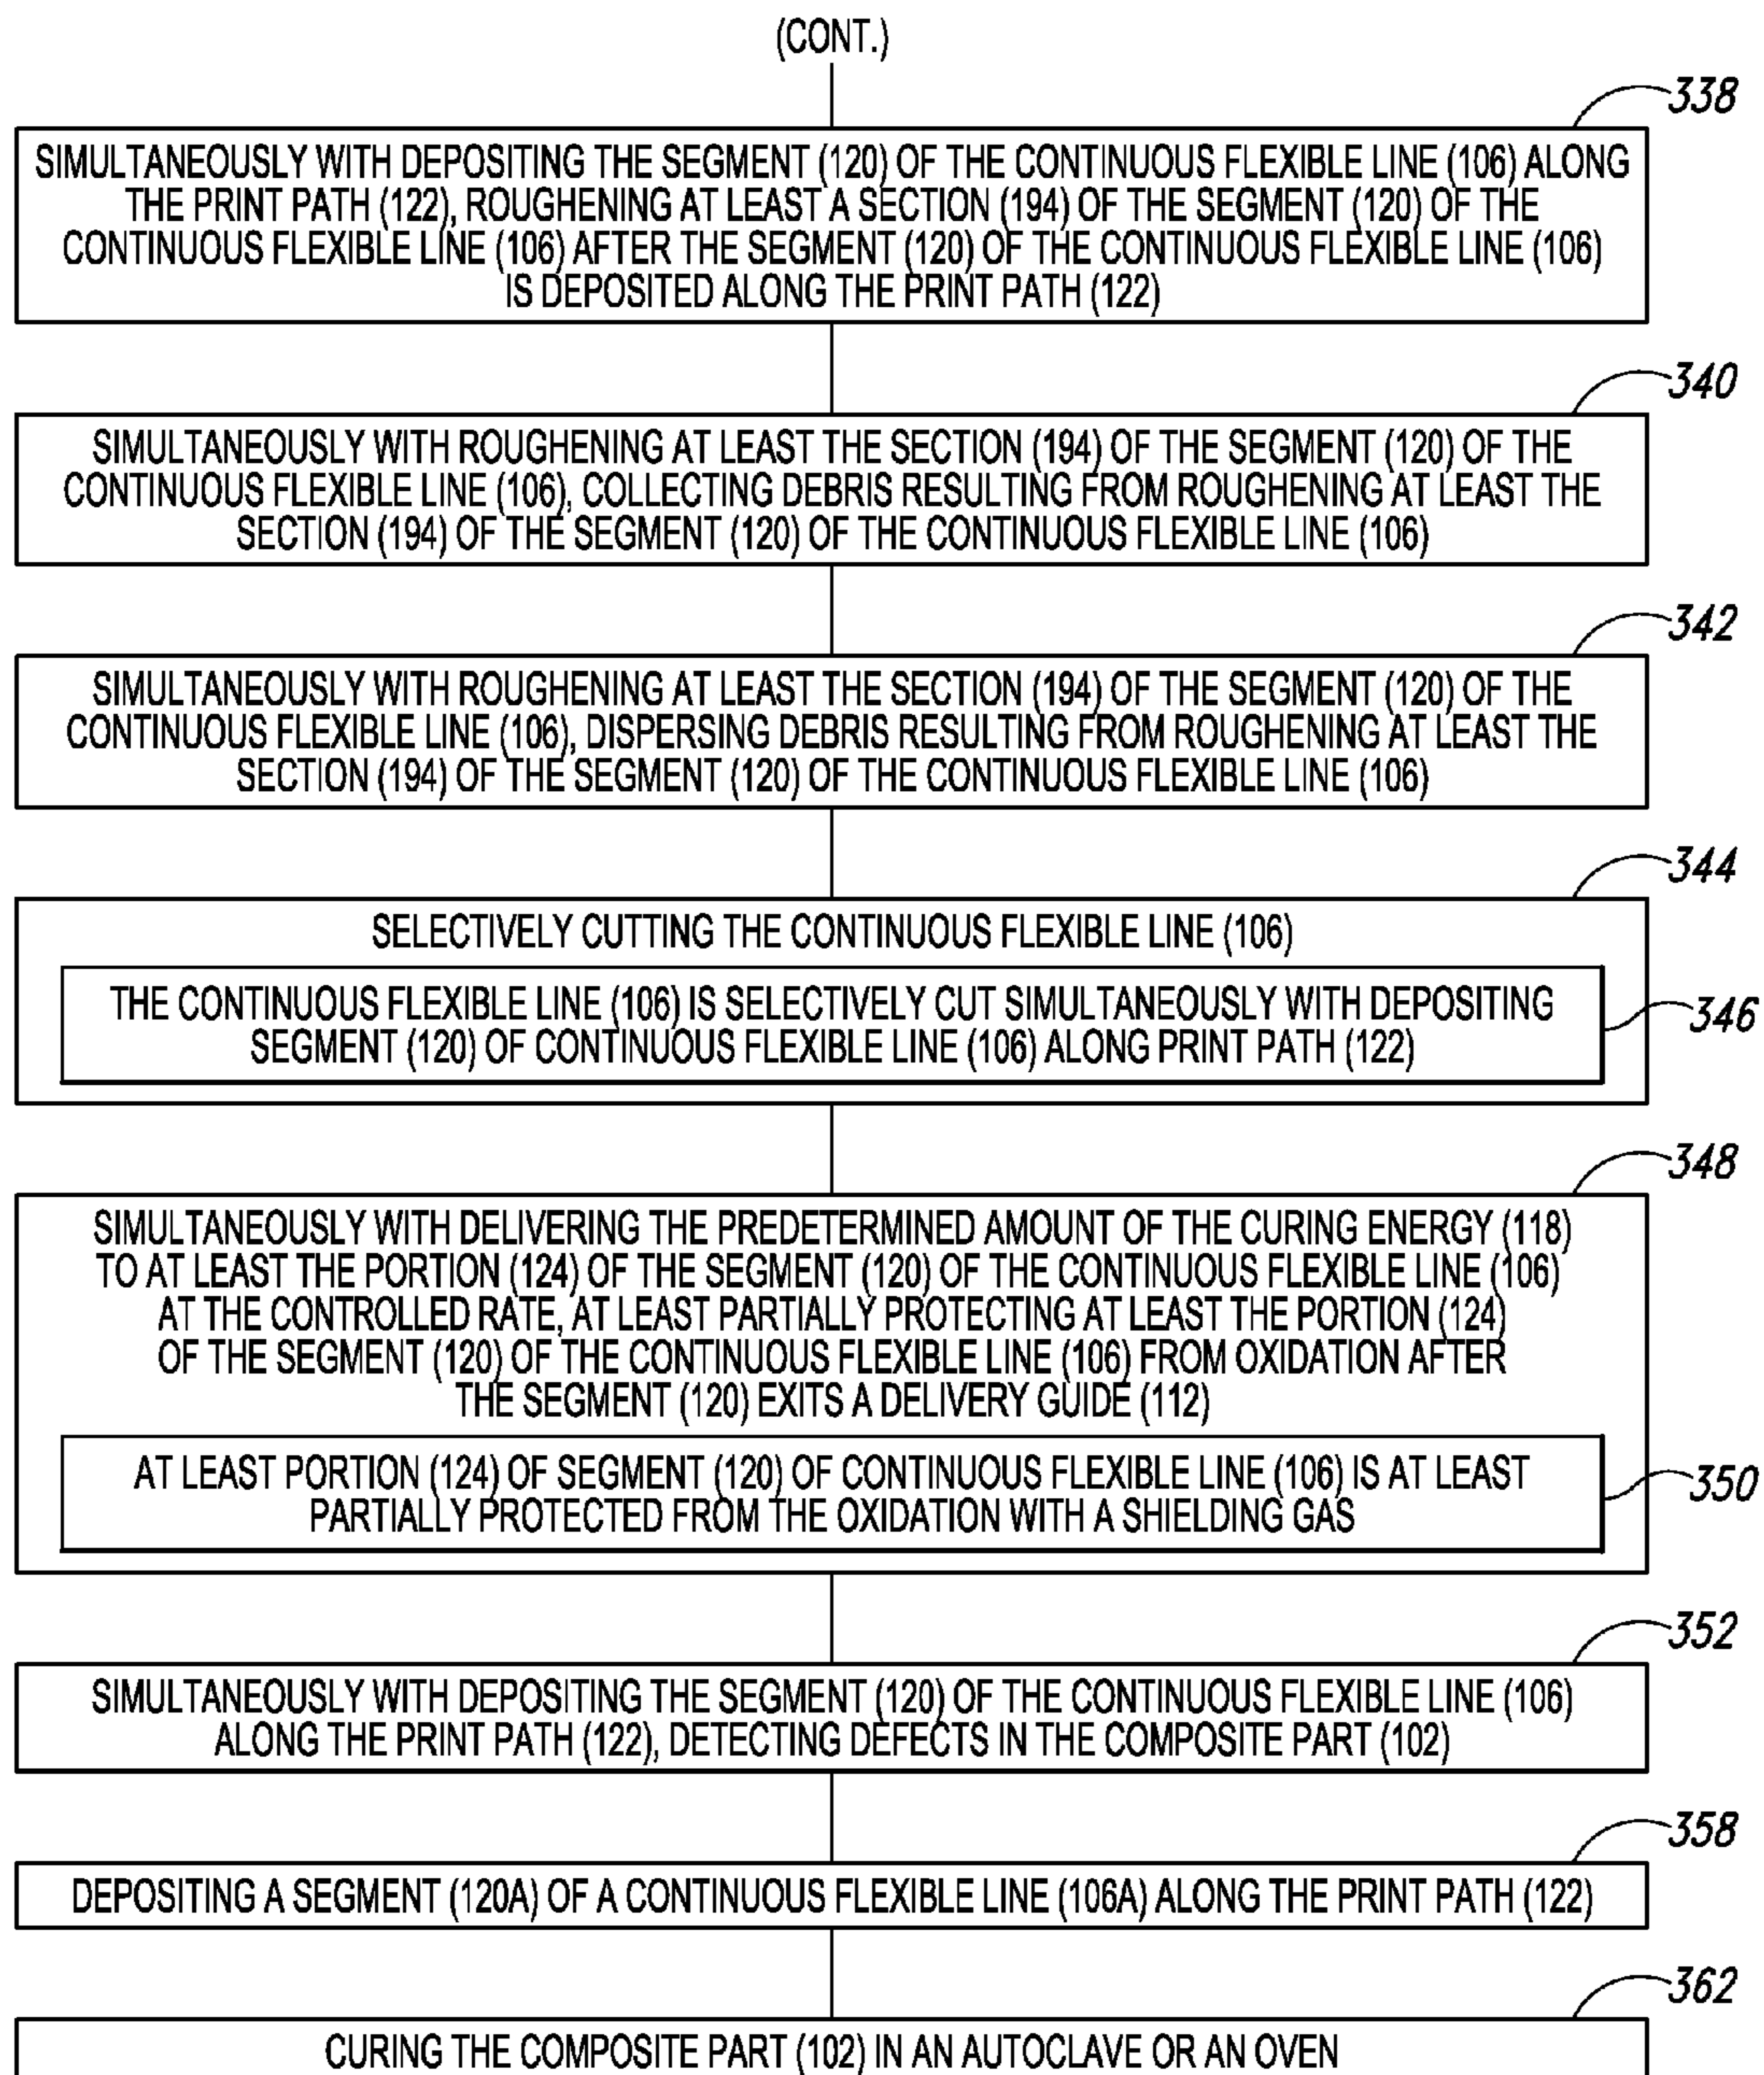 (CONT.)
338
SIMULTANEOUSLY WITH DEPOSITING THE SEGMENT (120) OF THE CONTINUOUS FLEXIBLE LINE (106) ALONG
THE PRINT PATH (122), ROUGHENING AT LEAST A SECTION (194) OF THE SEGMENT (120) OF THE
CONTINUOUS FLEXIBLE LINE (106) AFTER THE SEGMENT (120) OF THE CONTINUOUS FLEXIBLE LINE (106)
IS DEPOSITED ALONG THE PRINT PATH (122)
340
SIMULTANEOUSLY WITH ROUGHENING AT LEAST THE SECTION (194) OF THE SEGMENT (120) OF THE
CONTINUOUS FLEXIBLE LINE (106), COLLECTING DEBRIS RESULTING FROM ROUGHENING AT LEAST THE
SECTION (194) OF THE SEGMENT (120) OF THE CONTINUOUS FLEXIBLE LINE (106)
342
SIMULTANEOUSLY WITH ROUGHENING AT LEAST THE SECTION (194) OF THE SEGMENT (120) OF THE
CONTINUOUS FLEXIBLE LINE (106), DISPERSING DEBRIS RESULTING FROM ROUGHENING AT LEAST THE
SECTION (194) OF THE SEGMENT (120) OF THE CONTINUOUS FLEXIBLE LINE (106)
344
SELECTIVELY CUTTING THE CONTINUOUS FLEXIBLE LINE (106)
THE CONTINUOUS FLEXIBLE LINE (106) IS SELECTIVELY CUT SIMULTANEOUSLY WITH DEPOSITING
SEGMENT (120) OF CONTINUOUS FLEXIBLE LINE (106) ALONG PRINT PATH (122)
346
348
SIMULTANEOUSLY WITH DELIVERING THE PREDETERMINED AMOUNT OF THE CURING ENERGY (118)
TO AT LEAST THE PORTION (124) OF THE SEGMENT (120) OF THE CONTINUOUS FLEXIBLE LINE (106)
AT THE CONTROLLED RATE, AT LEAST PARTIALLY PROTECTING AT LEAST THE PORTION (124)
OF THE SEGMENT (120) OF THE CONTINUOUS FLEXIBLE LINE (106) FROM OXIDATION AFTER
THE SEGMENT (120) EXITS A DELIVERY GUIDE (112)
AT LEAST PORTION (124) OF SEGMENT (120) OF CONTINUOUS FLEXIBLE LINE (106) IS AT LEAST
PARTIALLY PROTECTED FROM THE OXIDATION WITH A SHIELDING GAS
350
352
SIMULTANEOUSLY WITH DEPOSITING THE SEGMENT (120) OF THE CONTINUOUS FLEXIBLE LINE (106)
ALONG THE PRINT PATH (122), DETECTING DEFECTS IN THE COMPOSITE PART (102)
358
DEPOSITING A SEGMENT (120A) OF A CONTINUOUS FLEXIBLE LINE (106A) ALONG THE PRINT PATH (122)
362
CURING THE COMPOSITE PART (102) IN AN AUTOCLAVE OR AN OVEN